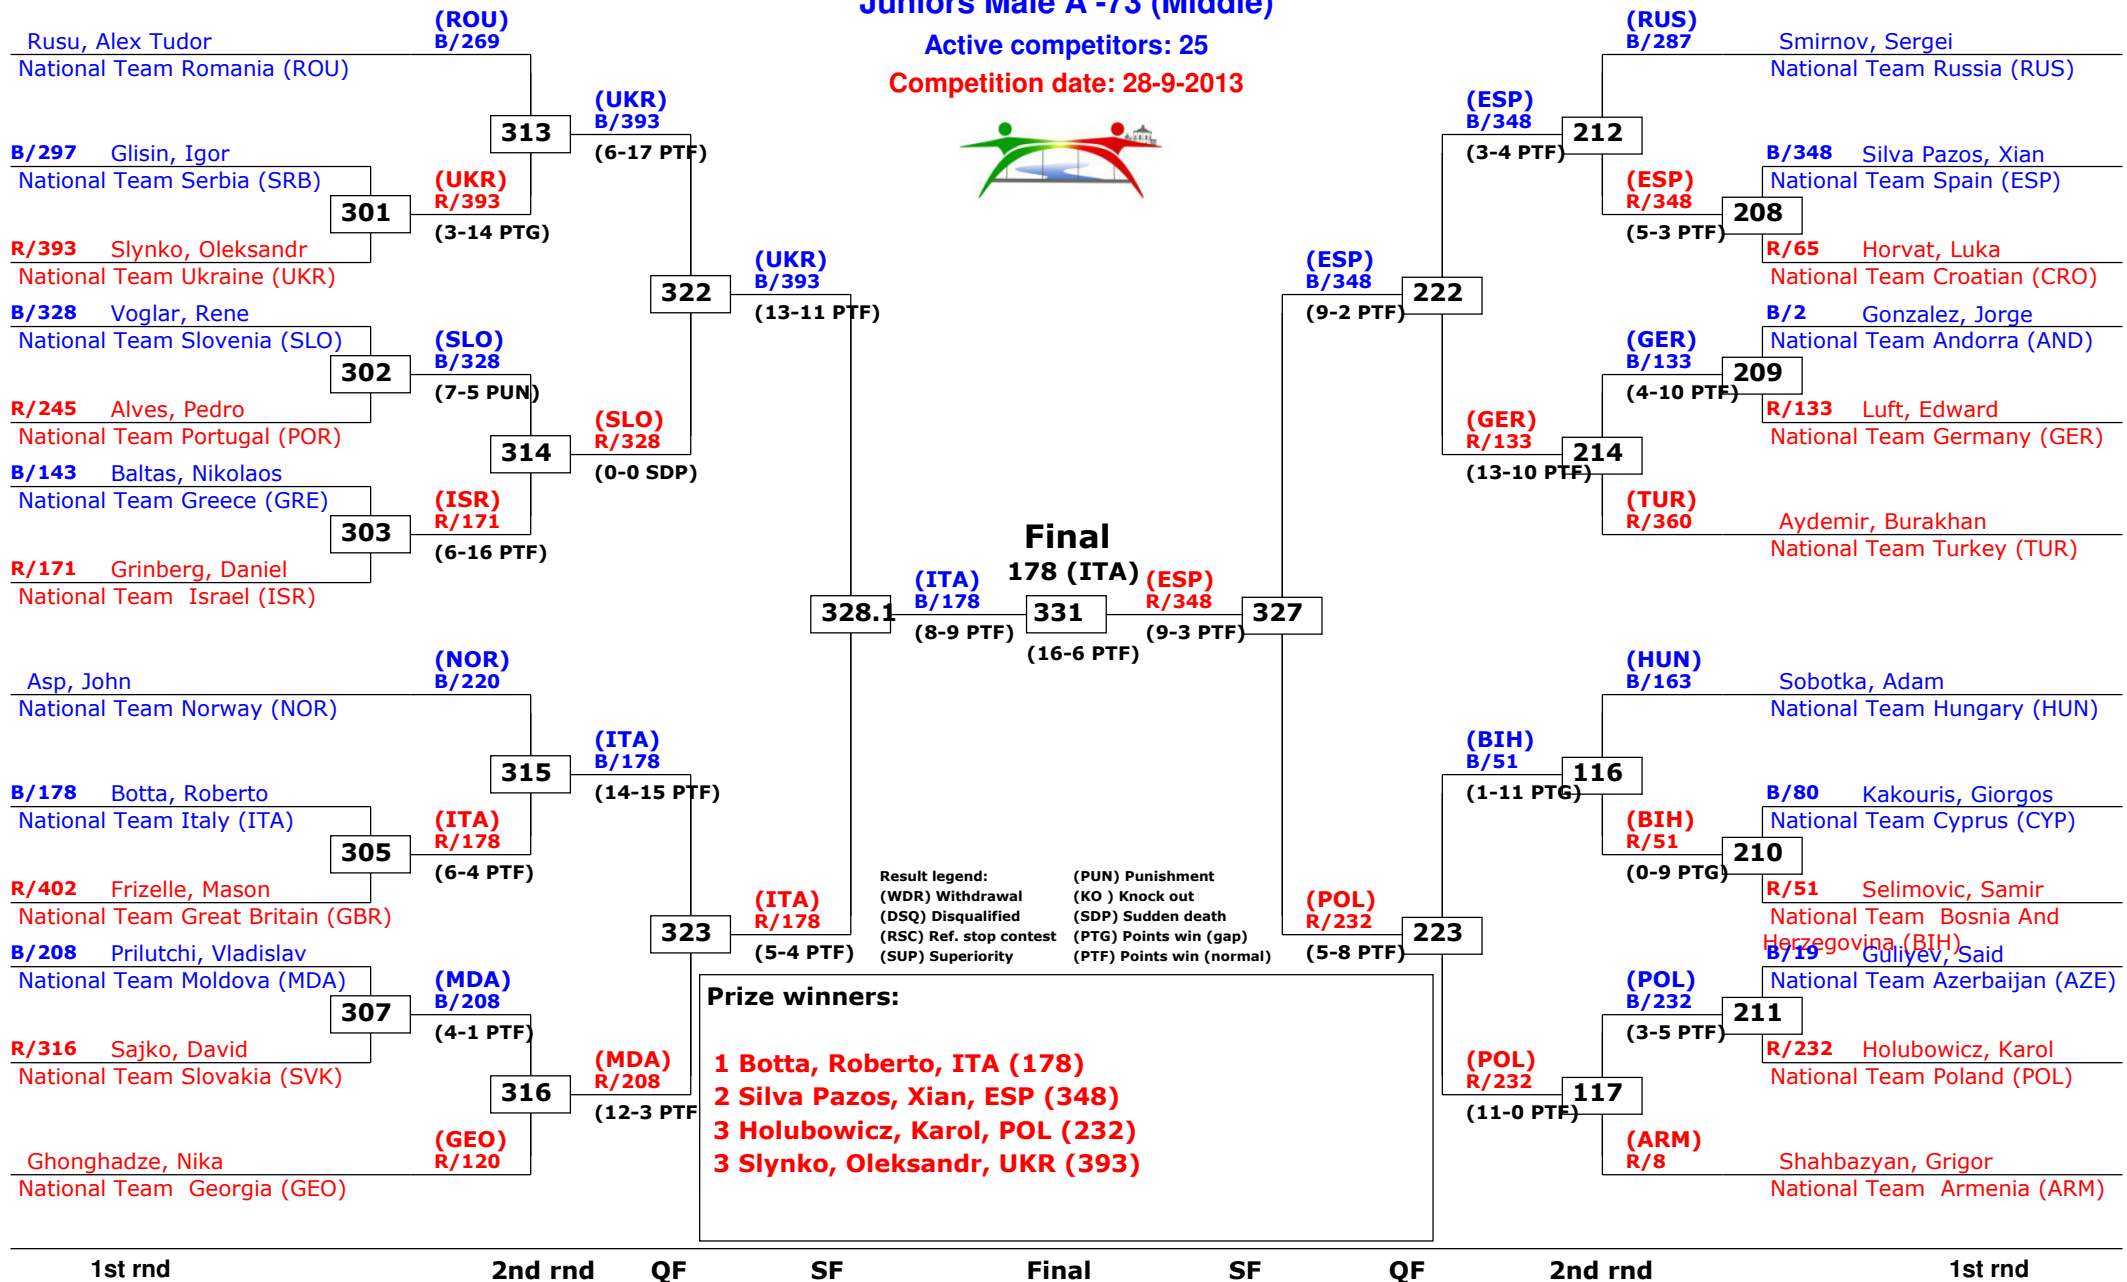 Juniors Male A -73 (Middle)
Active competitors: 25
Competition date: 28-9-2013
Rusu, Alex Tudor
National Team Romania (ROU)
(ROU)
B/269
B/297 Glisin, Igor
National Team Serbia (SRB)
301
R/393 Slynko, Oleksandr
National Team Ukraine (UKR)
(UKR)
R/393
(3-14 PTG)
313
(UKR)
B/393
(6-17 PTF)
B/328 Voglar, Rene
National Team Slovenia (SLO)
302
R/245 Alves, Pedro
National Team Portugal (POR)
(SLO)
B/328
(7-5 PUN)
B/143 Baltas, Nikolaos
National Team Greece (GRE)
303
R/171 Grinberg, Daniel
National Team Israel (ISR)
(ISR)
R/171
(6-16 PTF)
314
(SLO)
R/328
(0-0 SDP)
322
(UKR)
B/393
(13-11 PTF)
Asp, John
National Team Norway (NOR)
(NOR)
B/220
B/178 Botta, Roberto
National Team Italy (ITA)
305
R/402 Frizelle, Mason
National Team Great Britain (GBR)
(ITA)
R/178
(6-4 PTF)
315
(ITA)
B/178
(14-15 PTF)
B/208 Prilutchi, Vladislav
National Team Moldova (MDA)
307
R/316 Sajko, David
National Team Slovakia (SVK)
(MDA)
B/208
(4-1 PTF)
316
(MDA)
R/208
(12-3 PTF
Ghonghadze, Nika
National Team Georgia (GEO)
(GEO)
R/120
323
(ITA)
R/178
(5-4 PTF)
328.1
(ITA)
B/178
(8-9 PTF)
Final
178 (ITA)
331
(16-6 PTF)
(ESP)
R/348
(9-3 PTF)
327
(ESP)
B/348
(9-2 PTF)
222
(ESP)
B/348
(3-4 PTF)
212
(RUS)
B/287
Smirnov, Sergei
National Team Russia (RUS)
B/348 Silva Pazos, Xian
National Team Spain (ESP)
(ESP)
R/348
(5-3 PTF)
208
R/65 Horvat, Luka
National Team Croatian (CRO)
B/2 Gonzalez, Jorge
National Team Andorra (AND)
(GER)
B/133
(4-10 PTF)
209
R/133 Luft, Edward
National Team Germany (GER)
(GER)
R/133
(13-10 PTF)
214
(TUR)
R/360
Aydemir, Burakhan
National Team Turkey (TUR)
(HUN)
B/163
Sobotka, Adam
National Team Hungary (HUN)
(BIH)
B/51
(1-11 PTG)
116
B/80 Kakouris, Giorgos
National Team Cyprus (CYP)
(BIH)
R/51
(0-9 PTG)
210
R/51 Selimovic, Samir
National Team Bosnia And
Herzegovina (BIH)
B/19 Guliyev, Said
National Team Azerbaijan (AZE)
(POL)
B/232
(3-5 PTF)
211
R/232 Holubowicz, Karol
National Team Poland (POL)
(POL)
R/232
(11-0 PTF)
117
(ARM)
R/8
Shahbazyan, Grigor
National Team Armenia (ARM)
(POL)
R/232
(5-8 PTF)
223
Result legend:
(WDR) Withdrawal
(DSQ) Disqualified
(RSC) Ref. stop contest
(SUP) Superiority
(PUN) Punishment
(KO ) Knock out
(SDP) Sudden death
(PTG) Points win (gap)
(PTF) Points win (normal)
Prize winners:
1 Botta, Roberto, ITA (178)
2 Silva Pazos, Xian, ESP (348)
3 Holubowicz, Karol, POL (232)
3 Slynko, Oleksandr, UKR (393)
1st rnd 2nd rnd QF SF Final SF QF 2nd rnd 1st rnd